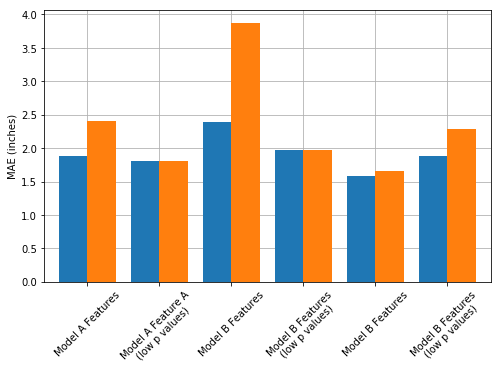 4.0
3.5
3.0
2.5
2.0
1.5
1.0
0.5
0.0
MAE (inches)
Model A Features
Model A Feature A
(low p values)
Model B Features
Model B Features
(low p values)
Model B Features
Model B Features
(low p values)